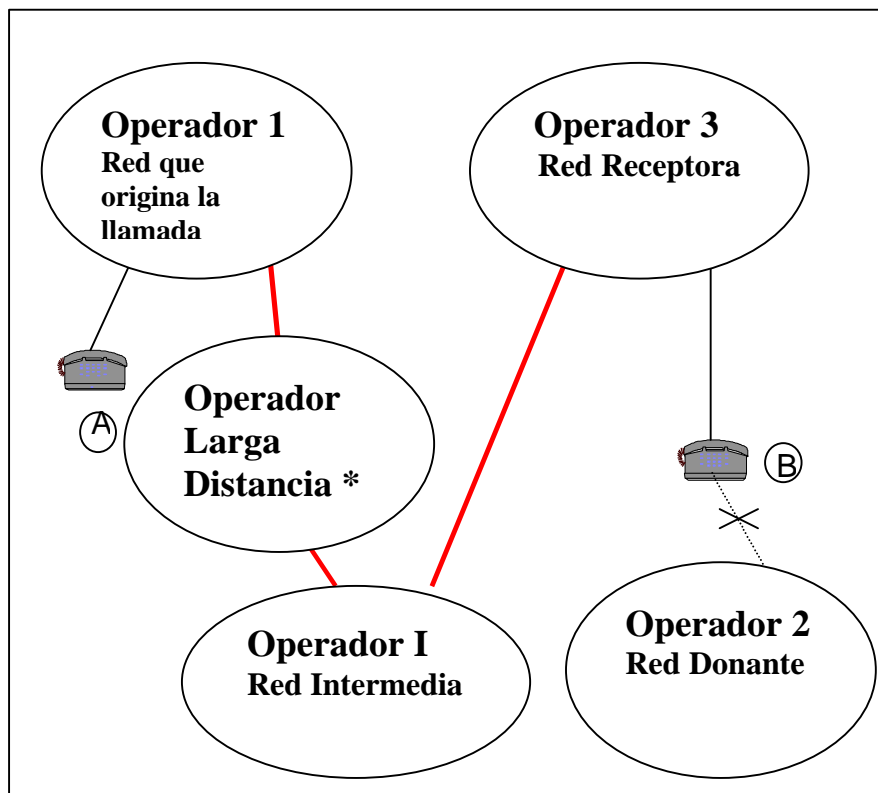 Operador 1
Red que
origina la
llamada
Operador 3
Red Receptora
A
Operador
Larga
Distancia *
B
Operador I
Red Intermedia
Operador 2
Red Donante